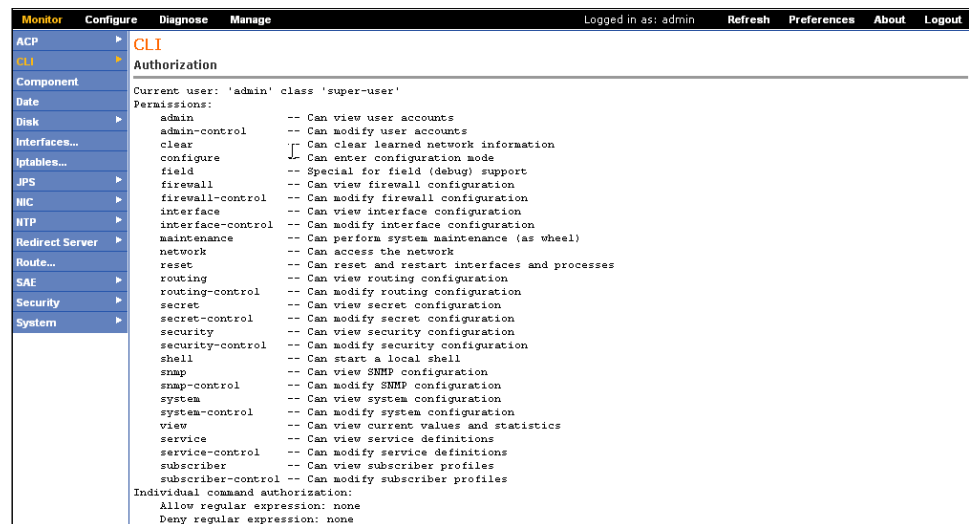 Monitor Configure Diagnose Manage Logged in as: admin Refresh Preferences About Logout
ACP
CLI
Component
Date
Disk
Interfaces...
Iptables...
JPS
NIC
NTP
Redirect Server
Route...
SAE
Security
System
CLI
Authorization
Current user: 'admin' class 'super-user'
Permissions:
admin -- Can view user accounts
admin-control -- Can modify user accounts
clear -- Can clear learned network information
configure -- Can enter configuration mode
field -- Special for field (debug) support
firewall -- Can view firewall configuration
firewall-control -- Can modify firewall configuration
interface -- Can view interface configuration
interface-control -- Can modify interface configuration
maintenance -- Can perform system maintenance (as wheel)
network -- Can access the network
reset -- Can reset and restart interfaces and processes
routing -- Can view routing configuration
routing-control -- Can modify routing configuration
secret -- Can view secret configuration
secret-control -- Can modify secret configuration
security -- Can view security configuration
security-control -- Can modify security configuration
shell -- Can start a local shell
snmp -- Can view SNMP configuration
snmp-control -- Can modify SNMP configuration
system -- Can view system configuration
system-control -- Can modify system configuration
view -- Can view current values and statistics
service -- Can view service definitions
service-control -- Can modify service definitions
subscriber -- Can view subscriber profiles
subscriber-control -- Can modify subscriber profiles
Individual command authorization:
Allow regular expression: none
Deny regular expression: none